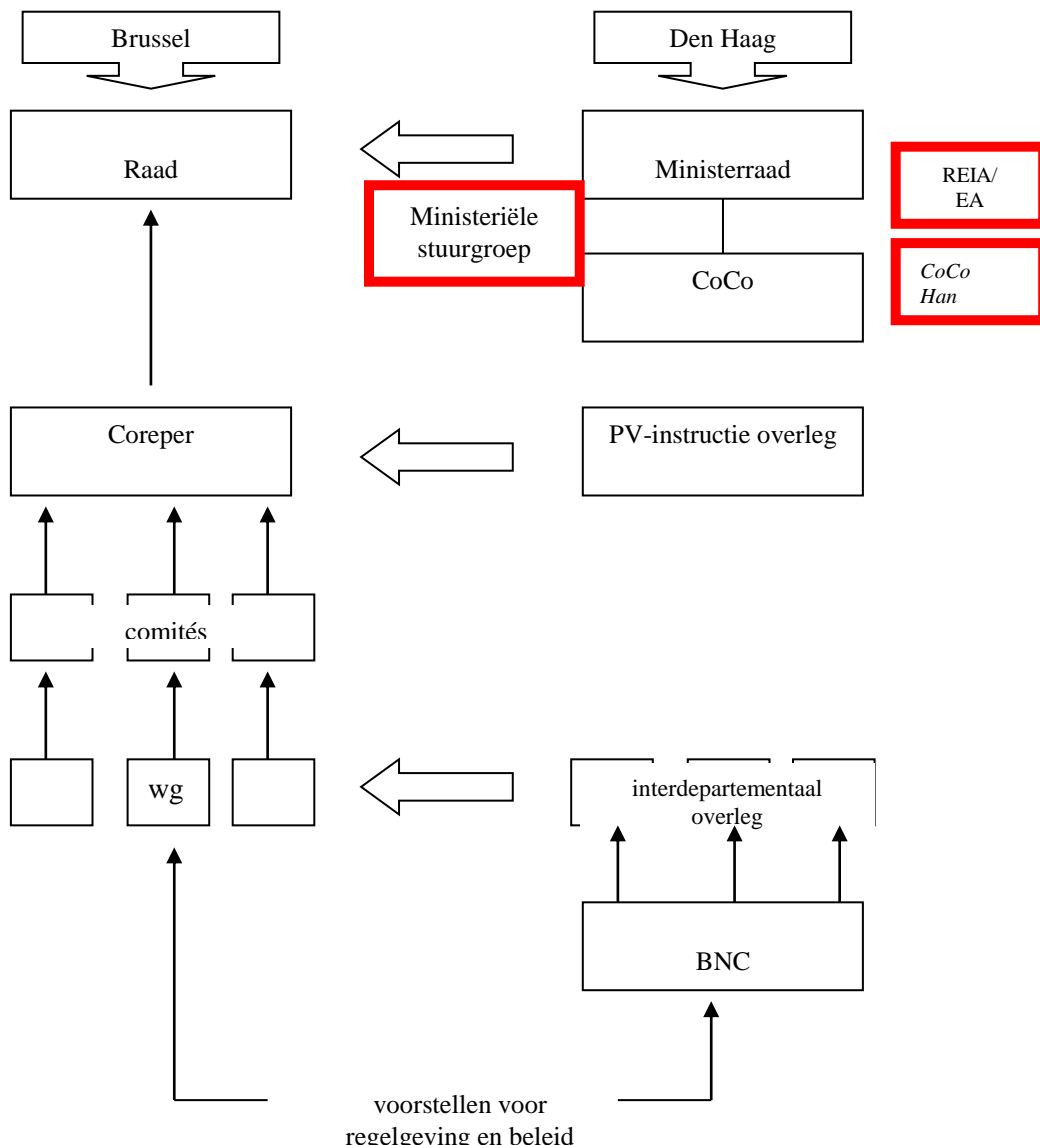 Brussel
Den Haag
Raad
Ministerraad
REIA/
EA
Ministeriële
stuurgroep
CoCo
CoCo
Han
Coreper
PV-instructie overleg
comités
wg
interdepartementaal
overleg
BNC
voorstellen voor
regelgeving en beleid